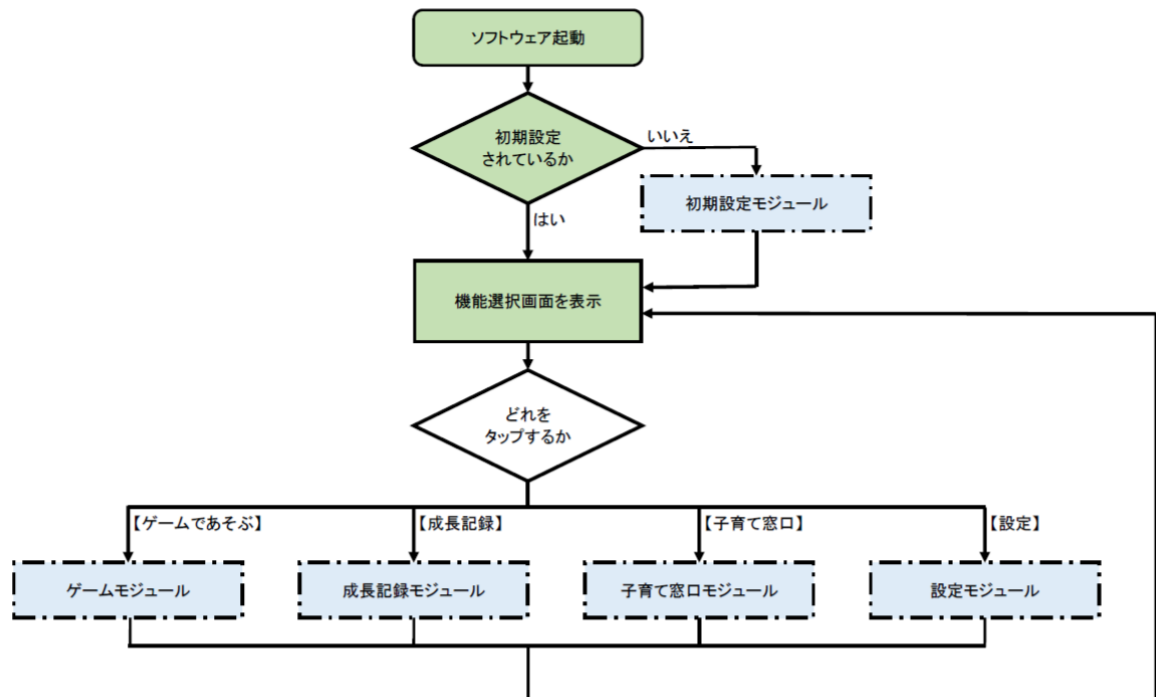 ソフトウェア起動
初期設定
されているか
いいえ
初期設定モジュール
はい
機能選択画面を表示
どれを
タップするか
【ゲームであそぶ】
【成長記録】
【子育て窓口】
【設定】
ゲームモジュール
成長記録モジュール
子育て窓口モジュール
設定モジュール